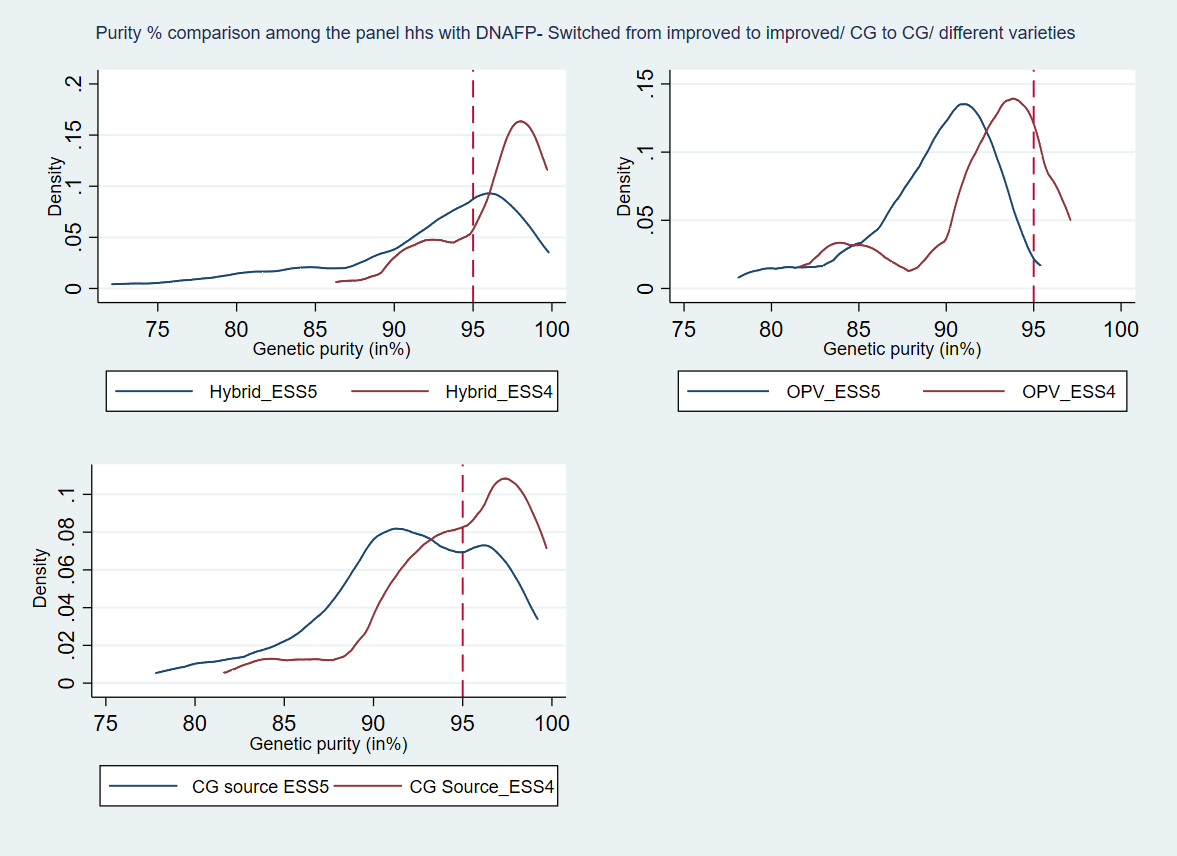 Purity % comparison among the panel hhs with DNAFP- Switched from improved to improved/ CG to CG/ different varieties
Density
0 .05 .1 .15 .2
75 80 85 90 95 100
Genetic purity (in%)
Hybrid_ESS5 Hybrid_ESS4
Density
0 .05 .1 .15
75 80 85 90 95 100
Genetic purity (in%)
OPV_ESS5 OPV_ESS4
Density
0 .02 .04 .06 .08 .1
75 80 85 90 95 100
Genetic purity (in%)
CG source ESS5 CG Source_ESS4